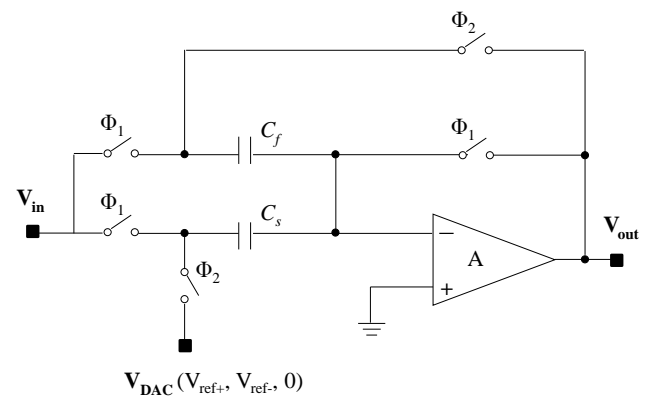 Φ2
Φ1
Cf
Φ1
Vin
Φ1
Cs
Vout
−
A
Φ2
+
VDAC (Vref+, Vref-, 0)